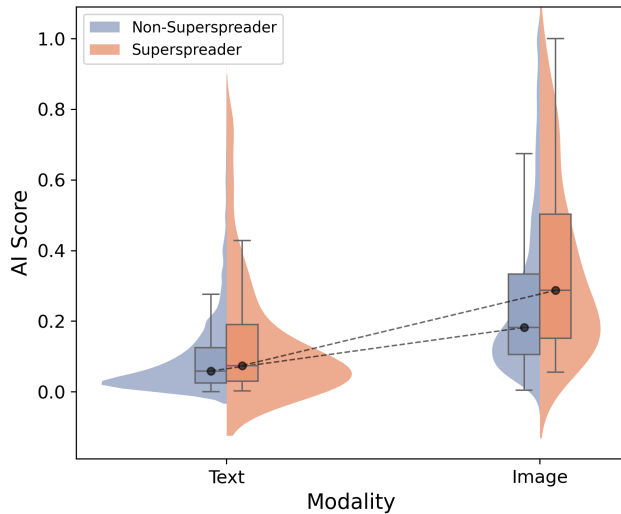 Non-Superspreader
Superspreader
1.0
0.8
0.6
0.4
0.2
0.0
AI Score
Text
Image
Modality